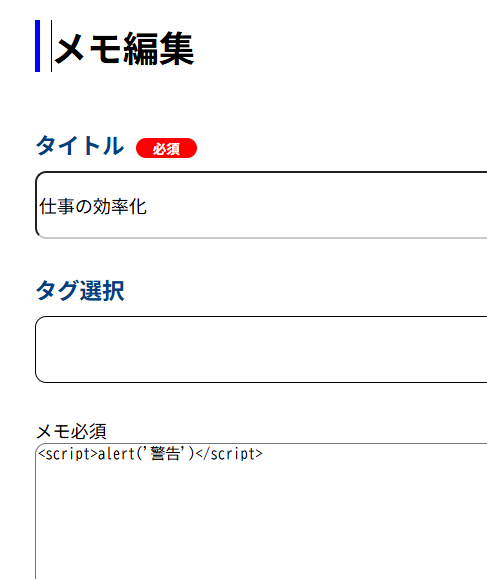 メモ編集
タイトル 必須
仕事の効率化
タグ選択
メモ必須
<script>alert('警告')</script>